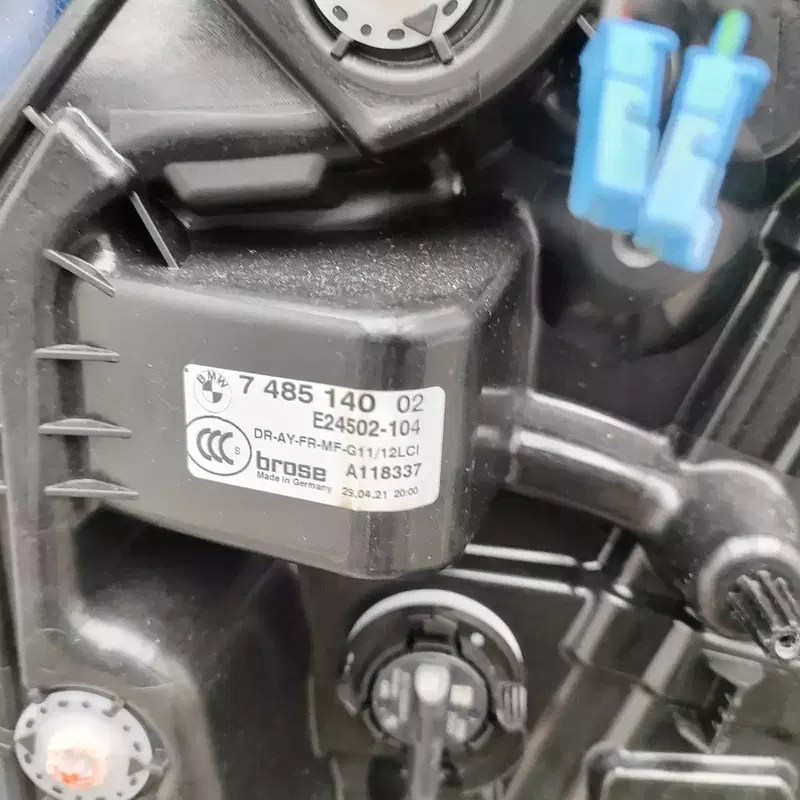 BMW
7 485 140 02
E24502-104
DR-AY-FR-MF-G11/12LCI
CCC S
brose A118337
Made in Germany 29.04.21 20:00